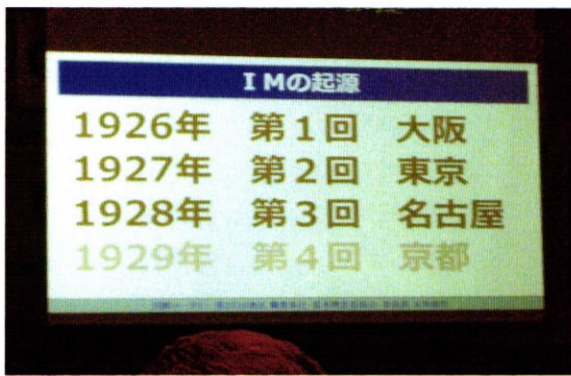 ＩＭの起源
1926年　第１回　大阪
1927年　第２回　東京
1928年　第３回　名古屋
1929年　第４回　京都